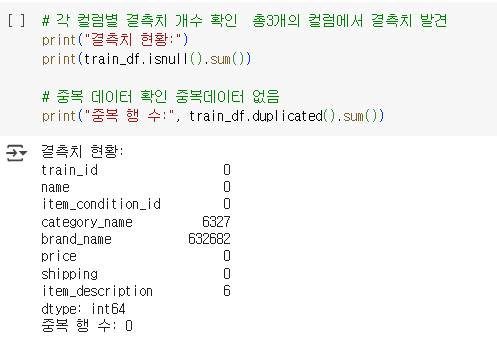 [ ] # 각 컬럼별 결측치 개수 확인  총3개의 컬럼에서 결측치 발견
print("결측치 현황:")
print(train_df.isnull().sum())
# 중복 데이터 확인 중복데이터 없음
print("중복 행 수:", train_df.duplicated().sum())
결측치 현황:
train_id 0
name 0
item_condition_id 0
category_name 6327
brand_name 632682
price 0
shipping 0
item_description 6
dtype: int64
중복 행 수: 0